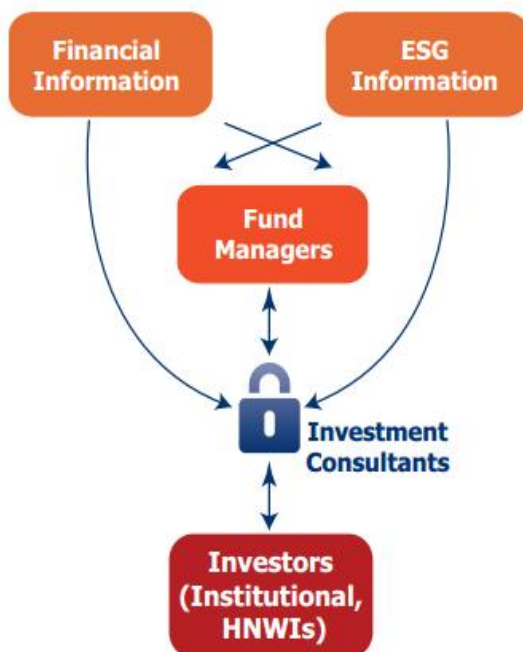 Financial
Information
ESG
Information
Fund
Managers
Investment
Consultants
Investors
(Institutional,
HNWIs)